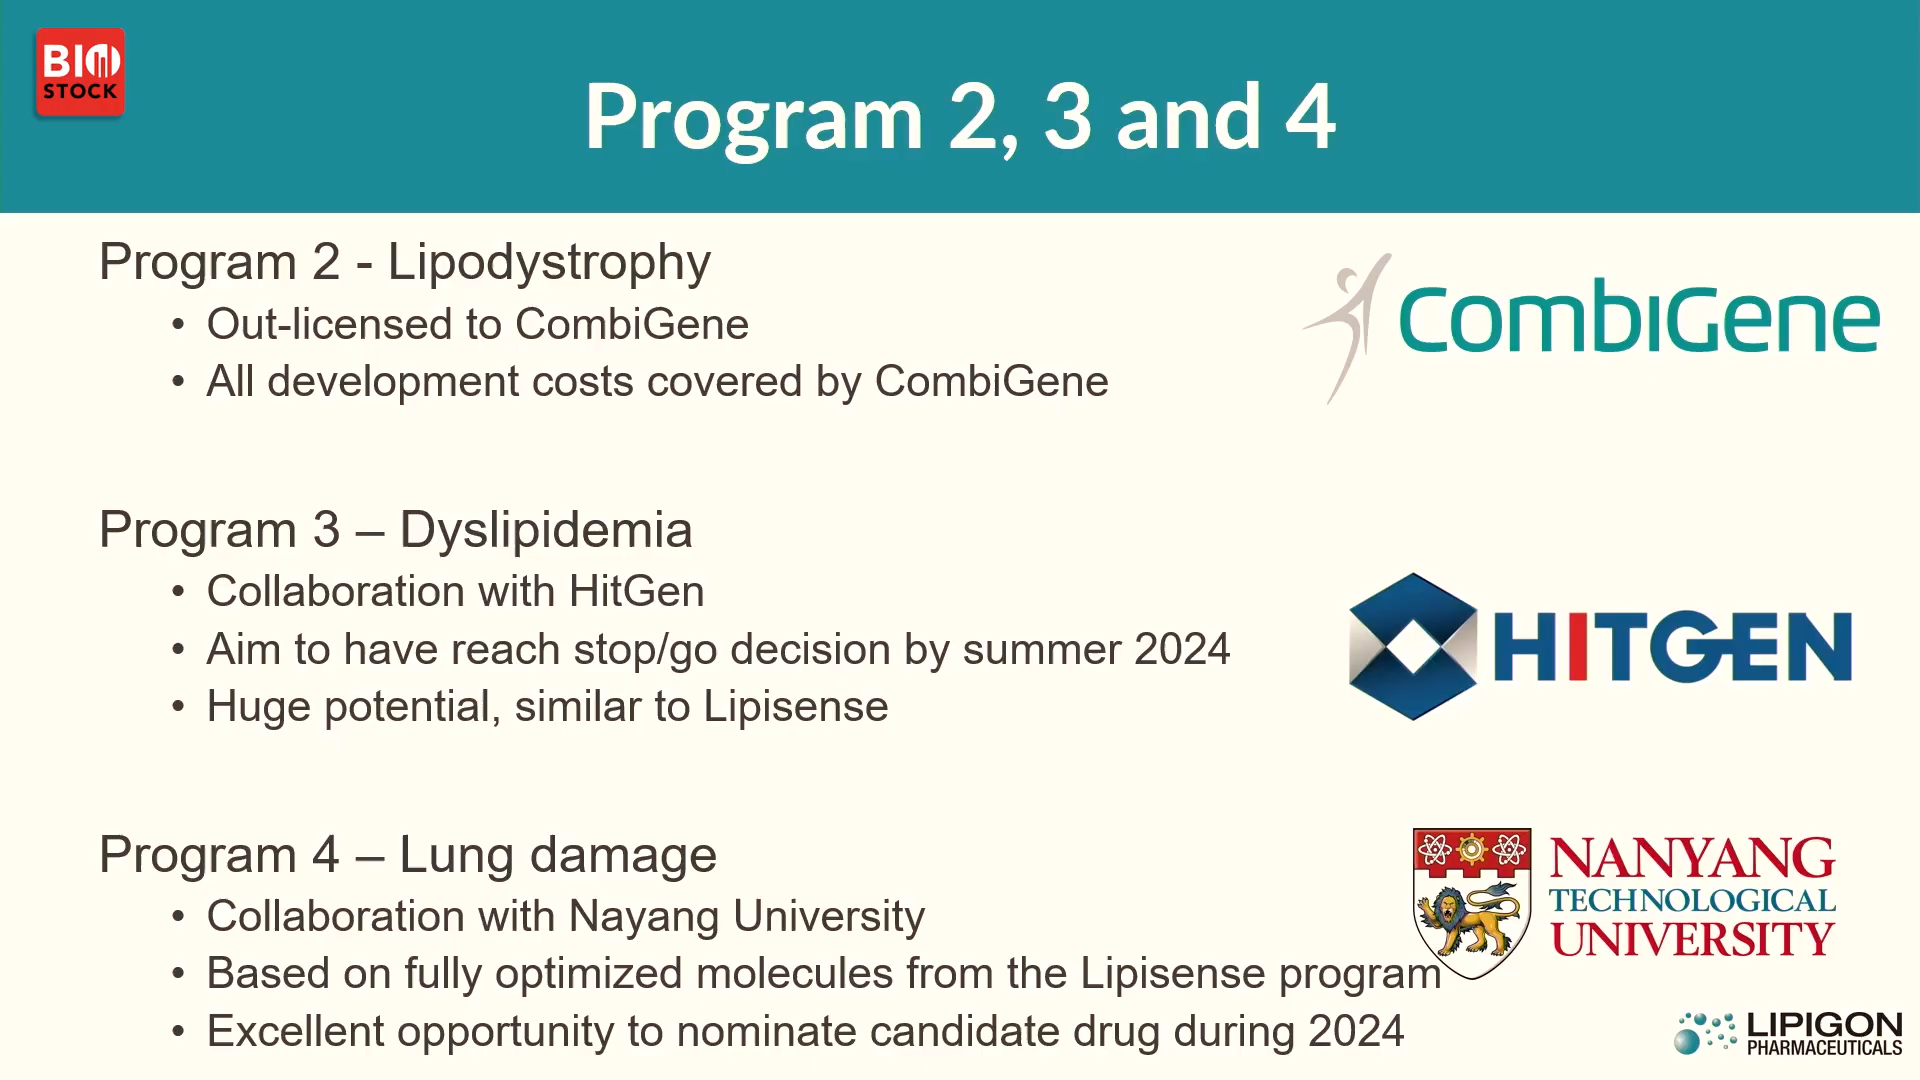 BIO
STOCK
Program 2, 3 and 4
Program 2 - Lipodystrophy
• Out-licensed to CombiGene
• All development costs covered by CombiGene
CombiGene
Program 3 – Dyslipidemia
• Collaboration with HitGen
• Aim to have reach stop/go decision by summer 2024
• Huge potential, similar to Lipisense
HITGEN
Program 4 – Lung damage
• Collaboration with Nayang University
• Based on fully optimized molecules from the Lipisense program
• Excellent opportunity to nominate candidate drug during 2024
NANYANG
TECHNOLOGICAL
UNIVERSITY
LIPIGON
PHARMACEUTICALS